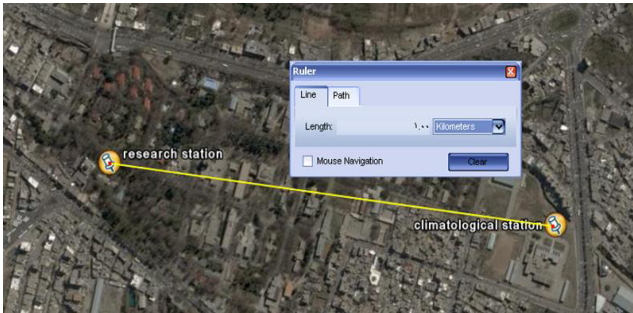 Ruler
Line Path
Length: ۱.۰۰ Kilometers
Mouse Navigation Clear
research station
climatological station